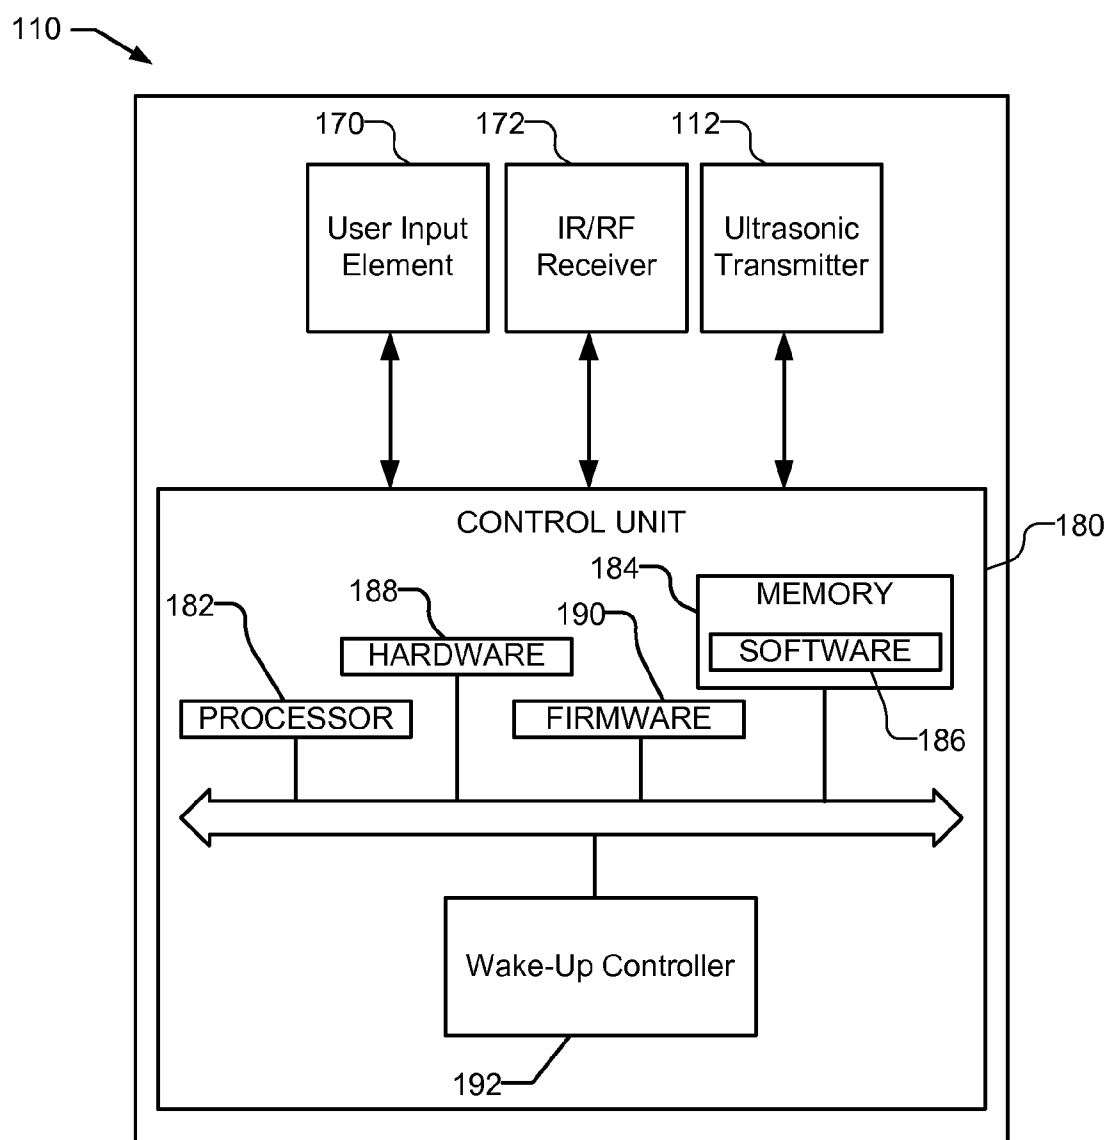 110
170
172
112
User Input
Element
IR/RF
Receiver
Ultrasonic
Transmitter
CONTROL UNIT
180
184
MEMORY
182
188
190
HARDWARE
SOFTWARE
PROCESSOR
FIRMWARE
186
Wake-Up Controller
192